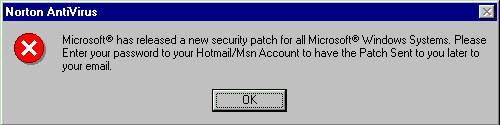 Norton AntiVirus
Microsoft® has released a new security patch for all Microsoft® Windows Systems. Please
Enter your password to your Hotmail/Msn Account to have the Patch Sent to you later to
your email.
OK